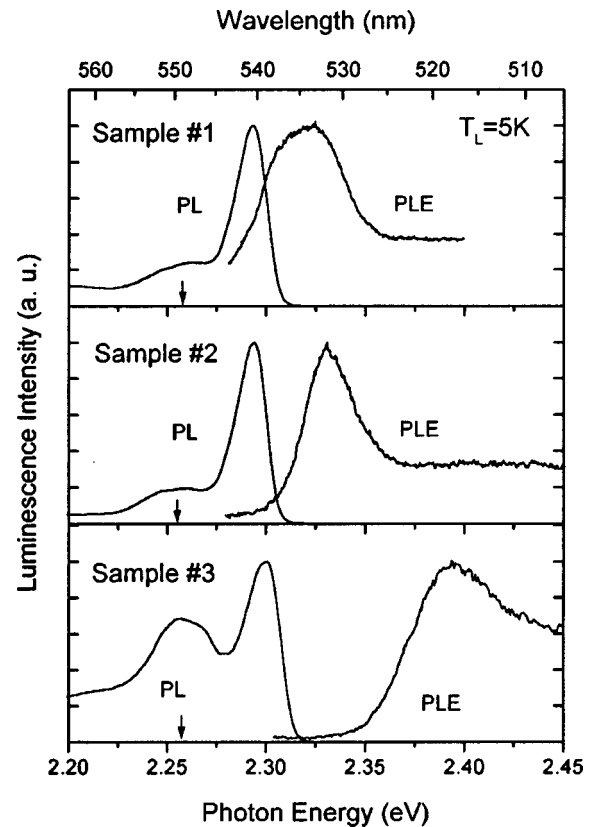 Wavelength (nm)
560 550 540 530 520 510
Sample #1
T_L=5K
PL
PLE
Sample #2
PL
PLE
Sample #3
PL
PLE
Luminescence Intensity (a. u.)
2.20 2.25 2.30 2.35 2.40 2.45
Photon Energy (eV)